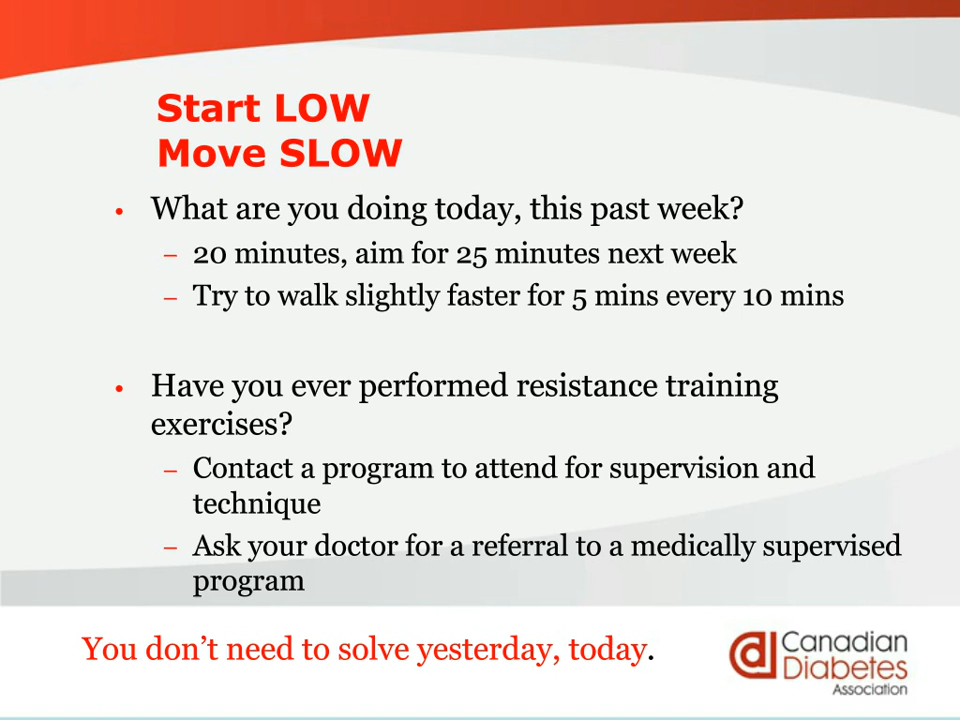 Start LOW
Move SLOW
• What are you doing today, this past week?
– 20 minutes, aim for 25 minutes next week
– Try to walk slightly faster for 5 mins every 10 mins
• Have you ever performed resistance training
exercises?
– Contact a program to attend for supervision and
technique
– Ask your doctor for a referral to a medically supervised
program
You don’t need to solve yesterday, today.
Canadian
Diabetes
Association